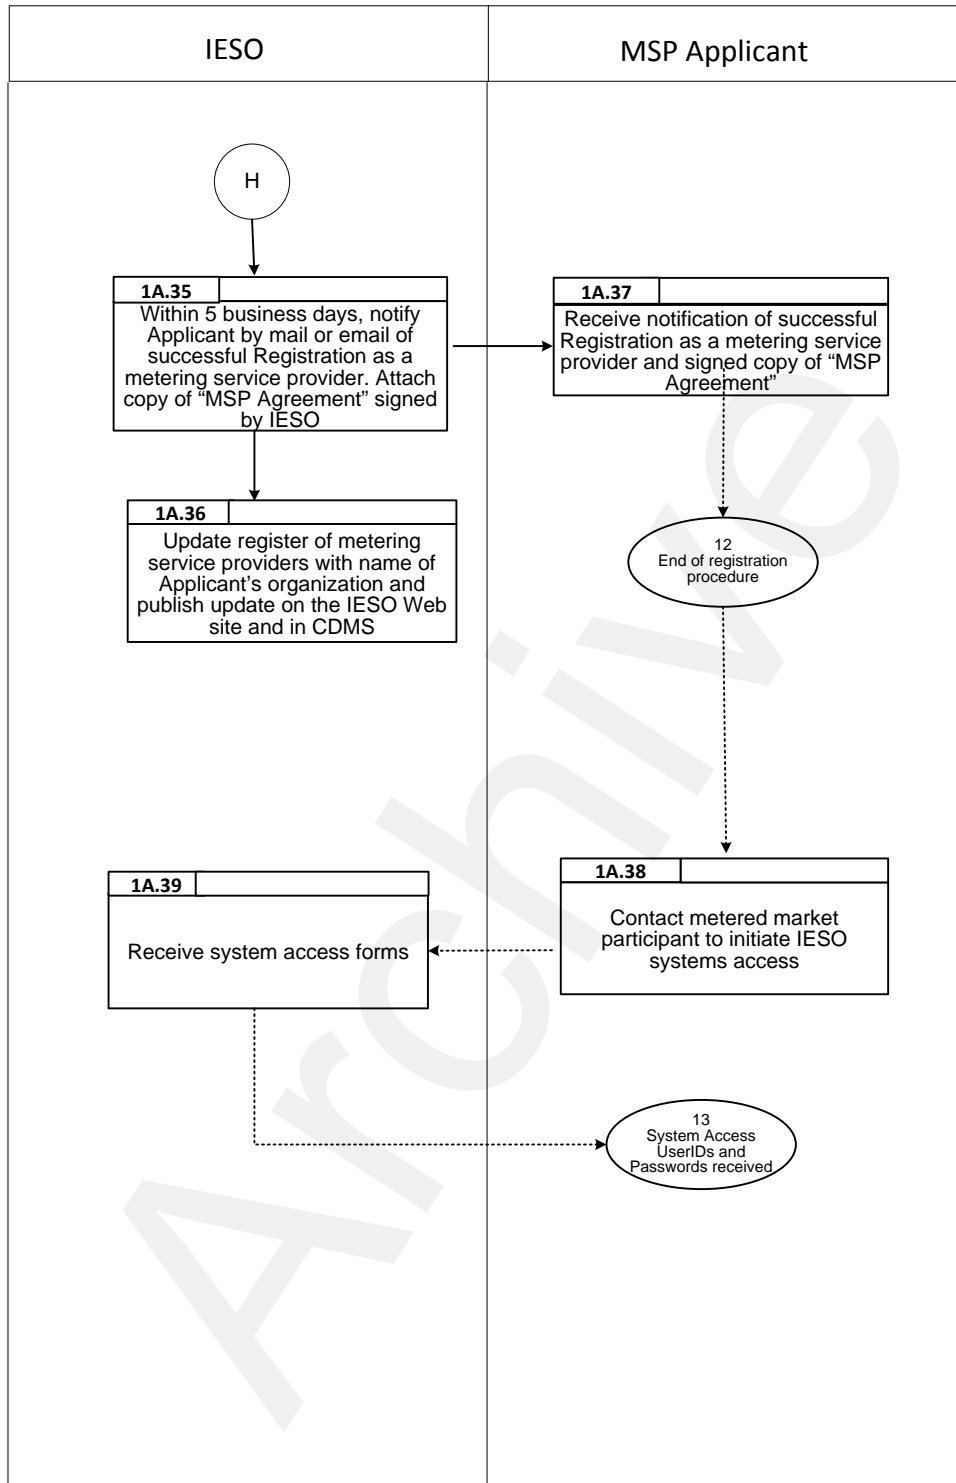 IESO
MSP Applicant
H
1A.35
Within 5 business days, notify
Applicant by mail or email of
successful Registration as a
metering service provider. Attach
copy of “MSP Agreement” signed
by IESO
1A.37
Receive notification of successful
Registration as a metering service
provider and signed copy of “MSP
Agreement”
1A.36
Update register of metering
service providers with name of
Applicant’s organization and
publish update on the IESO Web
site and in CDMS
12
End of registration
procedure
1A.39
Receive system access forms
1A.38
Contact metered market
participant to initiate IESO
systems access
13
System Access
UserIDs and
Passwords received
Archive